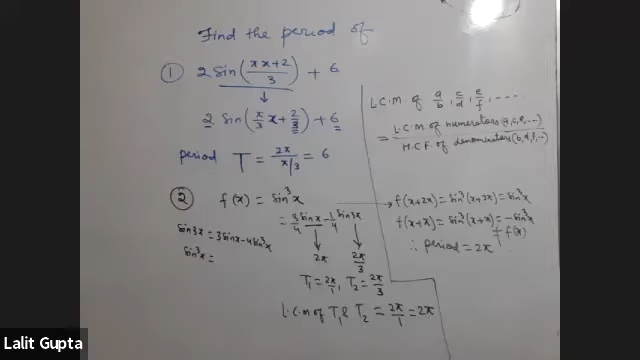 Find the period of
① 2 sin(πx+2/3) + 6
↓
2 sin(π/3 x + 2/3) + 6
period T = 2π/π/3 = 6
② f(x) = sin³x
= 3/4 sinx - 1/4 sin3x
sin3x = 3sinx - 4sin³x
sin³x =
↓ ↓
2π 2π/3
T₁ = 2π/1, T₂ = 2π/3
L.C.M of T₁ & T₂ = 2π/1 = 2π
L.C.M of a/b, c/d, e/f, ....
= L.C.M of numerators (a,c,e,...)/H.C.F of denominators (b,d,f,..)
→ f(x+2π) = sin³(x+2π) = sin³x
f(x+π) = sin³(x+π) = -sin³x
≠ f(x)
∴ period = 2π
Lalit Gupta